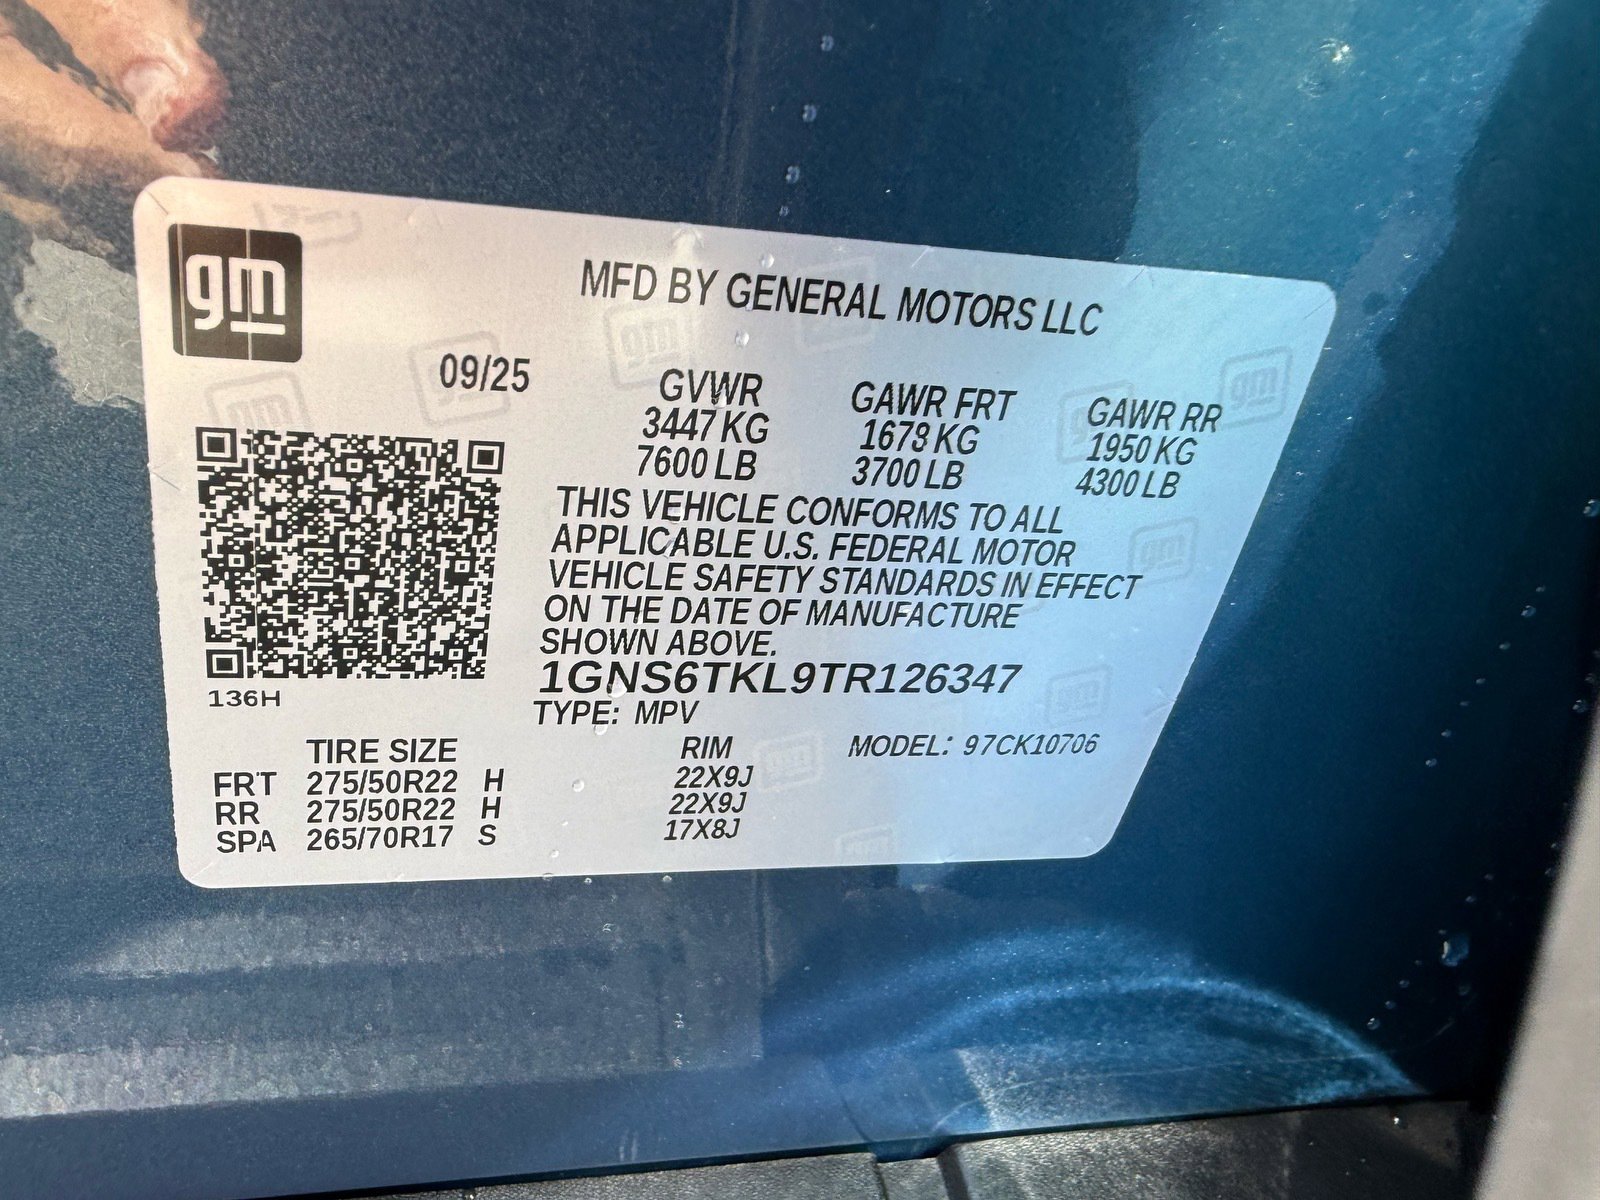 gm
MFD BY GENERAL MOTORS LLC
09/25
GVWR GAWR FRT GAWR RR
3447 KG 1678 KG 1950 KG
7600 LB 3700 LB 4300 LB
THIS VEHICLE CONFORMS TO ALL
APPLICABLE U.S. FEDERAL MOTOR
VEHICLE SAFETY STANDARDS IN EFFECT
ON THE DATE OF MANUFACTURE
SHOWN ABOVE.
1GNS6TKL9TR126347
136H
TYPE: MPV
TIRE SIZE RIM MODEL: 97CK10706
FRT 275/50R22 H 22X9J
RR 275/50R22 H 22X9J
SPA 265/70R17 S 17X8J